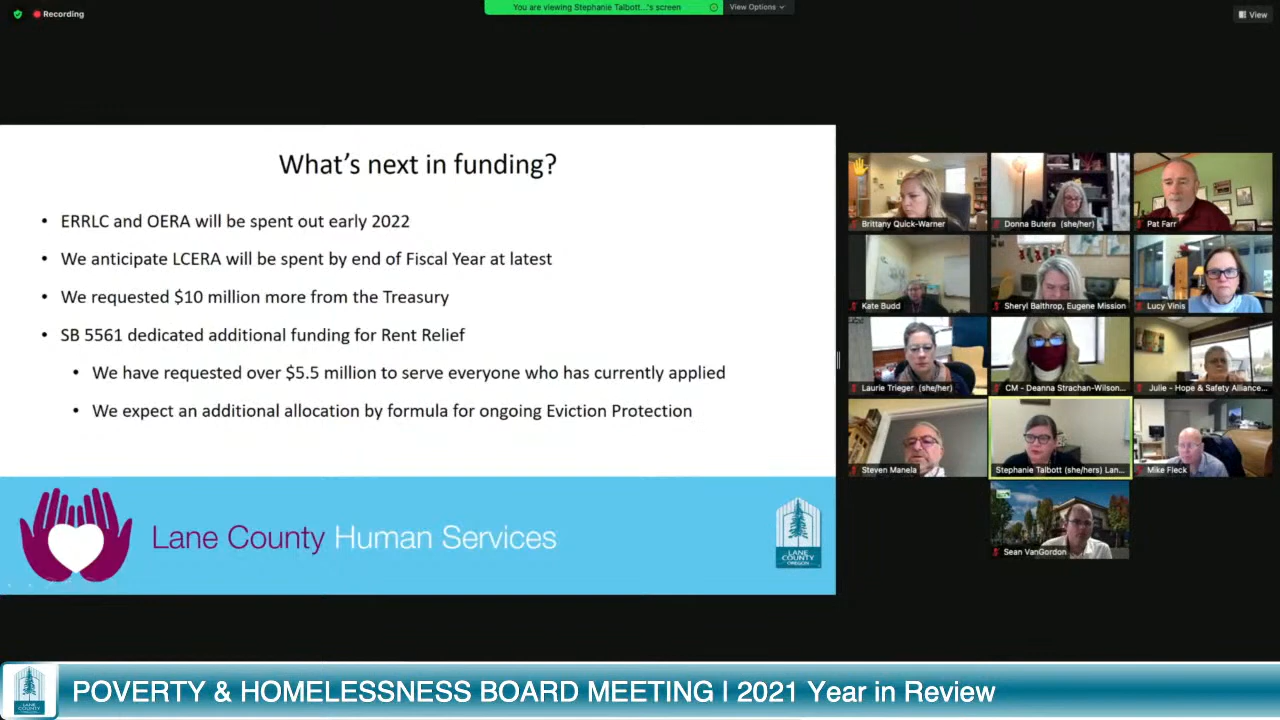 Recording
You are viewing Stephanie Talbott...'s screen
View Options
View
What's next in funding?
• ERRLC and OERA will be spent out early 2022
• We anticipate LCERA will be spent by end of Fiscal Year at latest
• We requested $10 million more from the Treasury
• SB 5561 dedicated additional funding for Rent Relief
• We have requested over $5.5 million to serve everyone who has currently applied
• We expect an additional allocation by formula for ongoing Eviction Protection
Lane County Human Services
LANE
COUNTY
OREGON
Brittany Quick-Warner
Donna Butera (she/her)
Pat Farr
Kate Budd
Sheryl Balthrop, Eugene Mission
Lucy Vinis
Laurie Trieger (she/her)
CM - Deanna Strachan-Wilson...
Julie - Hope & Safety Alliance...
Steven Manela
Stephanie Talbott (she/hers) Lan...
Mike Fleck
Sean VanGordon
LANE
COUNTY
POVERTY & HOMELESSNESS BOARD MEETING | 2021 Year in Review